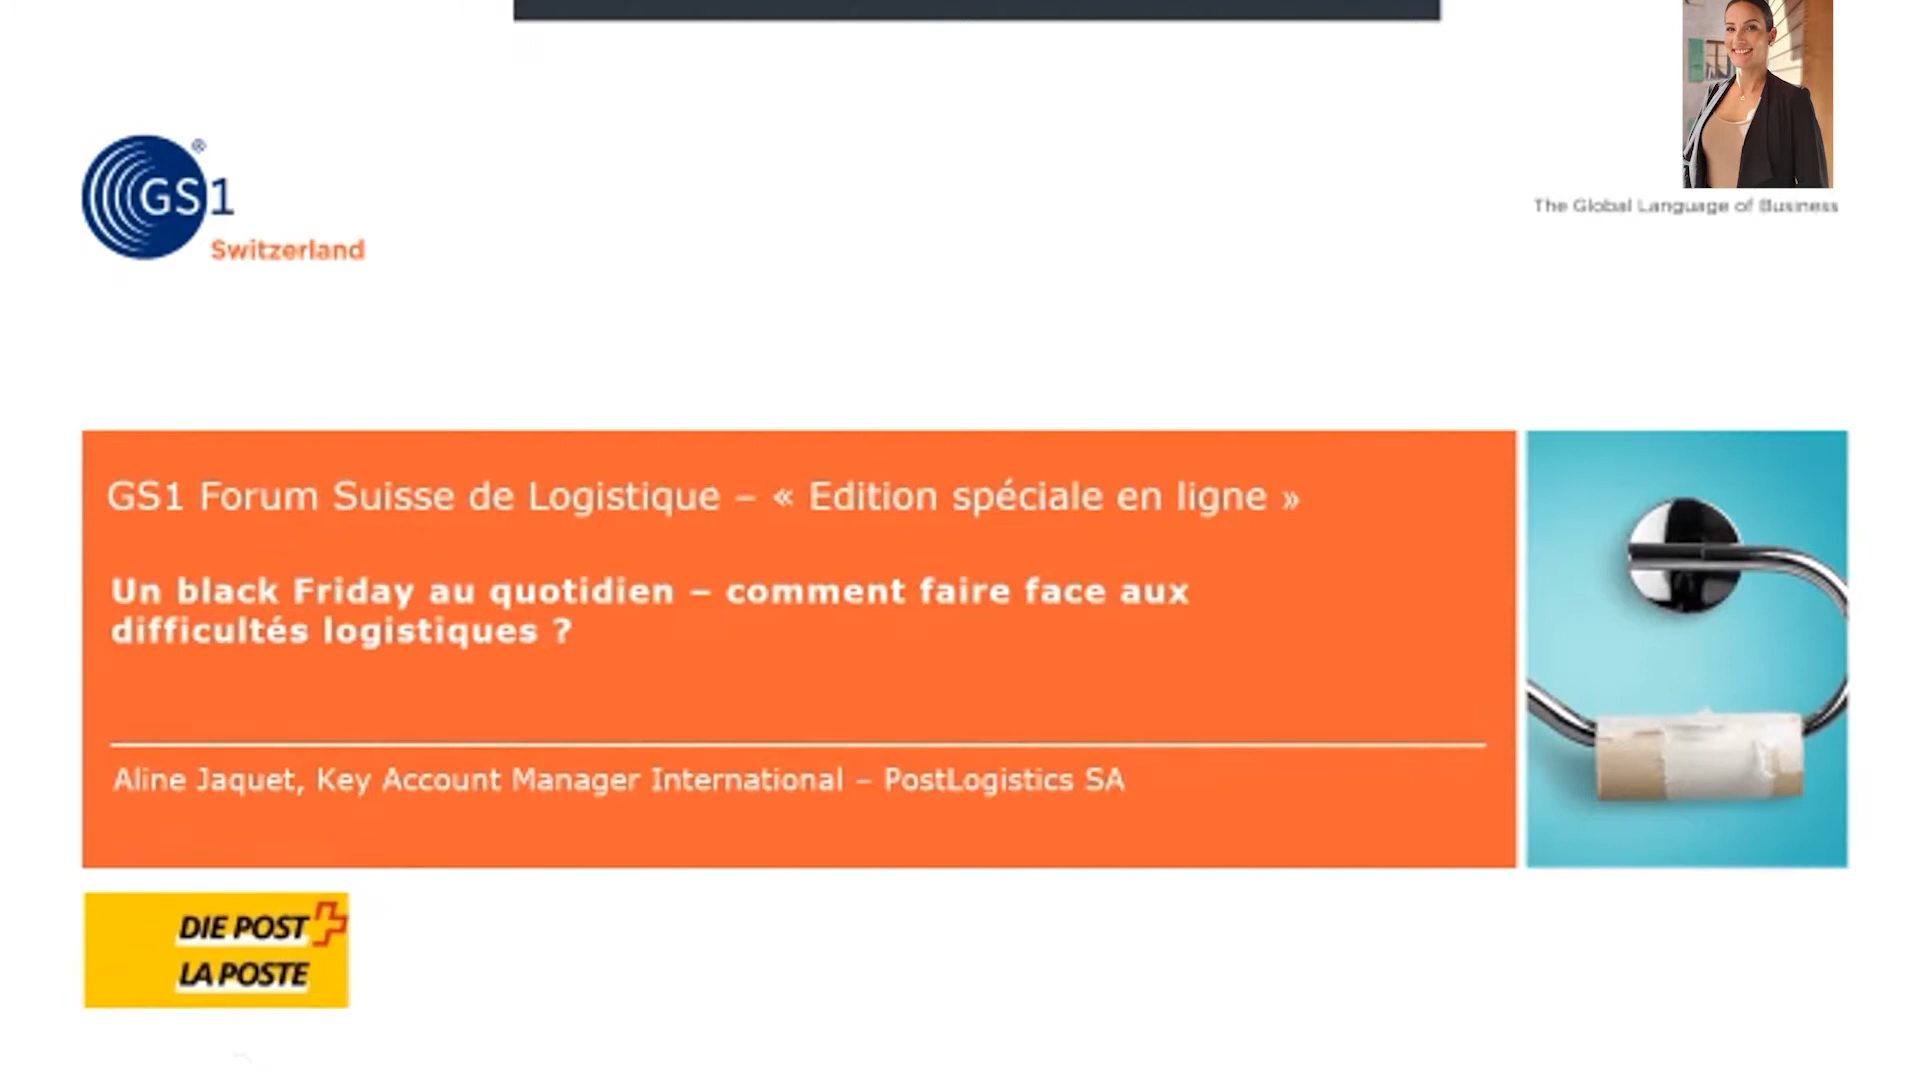 GS1®
Switzerland
The Global Language of Business
GS1 Forum Suisse de Logistique – « Edition spéciale en ligne »
Un black Friday au quotidien – comment faire face aux
difficultés logistiques ?
Aline Jaquet, Key Account Manager International – PostLogistics SA
DIE POST
LA POSTE